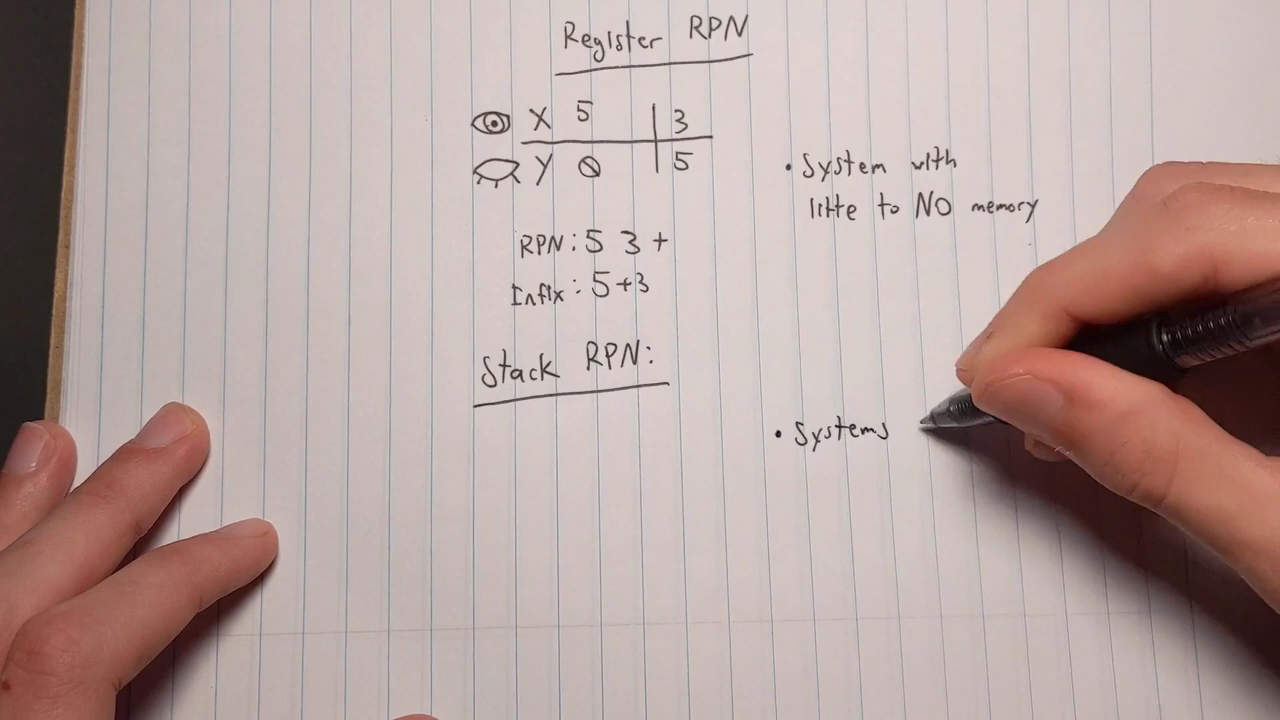 Register RPN
X 5 3
Y 0 5
• System with
litte to NO memory
RPN: 5 3 +
Infix: 5+3
Stack RPN:
• Systems